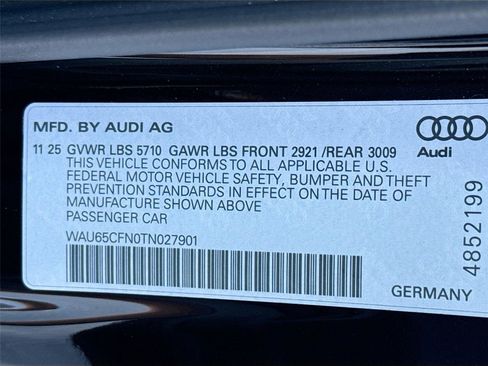 MFD. BY AUDI AG
11 25 GVWR LBS 5710 GAWR LBS FRONT 2921 /REAR 3009
THIS VEHICLE CONFORMS TO ALL APPLICABLE U.S.
FEDERAL MOTOR VEHICLE SAFETY, BUMPER AND THEFT
PREVENTION STANDARDS IN EFFECT ON THE DATE OF
MANUFACTURE SHOWN ABOVE
PASSENGER CAR
WAU65CFN0TN027901
Audi
4852199
GERMANY